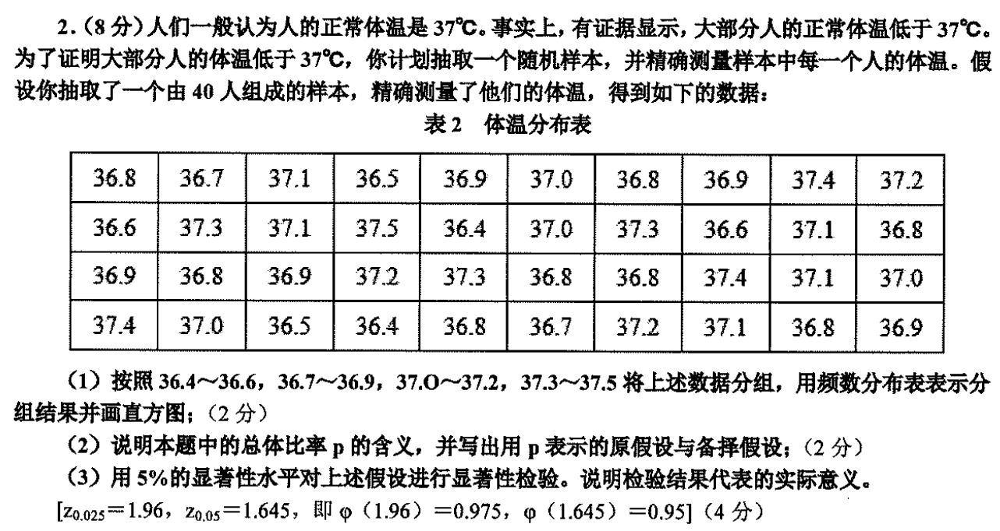 2.（8 分）人们一般认为人的正常体温是 37℃。事实上，有证据显示，大部分人的正常体温低于 37℃。
为了证明大部分人的体温低于 37℃，你计划抽取一个随机样本，并精确测量样本中每一个人的体温。假
设你抽取了一个由 40 人组成的样本，精确测量了他们的体温，得到如下的数据：
表 2 体温分布表
36.8 36.7 37.1 36.5 36.9 37.0 36.8 36.9 37.4 37.2
36.6 37.3 37.1 37.5 36.4 37.0 37.3 36.6 37.1 36.8
36.9 36.8 36.9 37.2 37.3 36.8 36.8 37.4 37.1 37.0
37.4 37.0 36.5 36.4 36.8 36.7 37.2 37.1 36.8 36.9
（1）按照 36.4～36.6，36.7～36.9，37.O～37.2，37.3～37.5 将上述数据分组，用频数分布表表示分
组结果并画直方图；（2 分）
（2）说明本题中的总体比率 p 的含义，并写出用 p 表示的原假设与备择假设；（2 分）
（3）用 5%的显著性水平对上述假设进行显著性检验。说明检验结果代表的实际意义。
[z0.025＝1.96，z0.05＝1.645，即 φ（1.96）＝0.975，φ（1.645）＝0.95]（4 分）